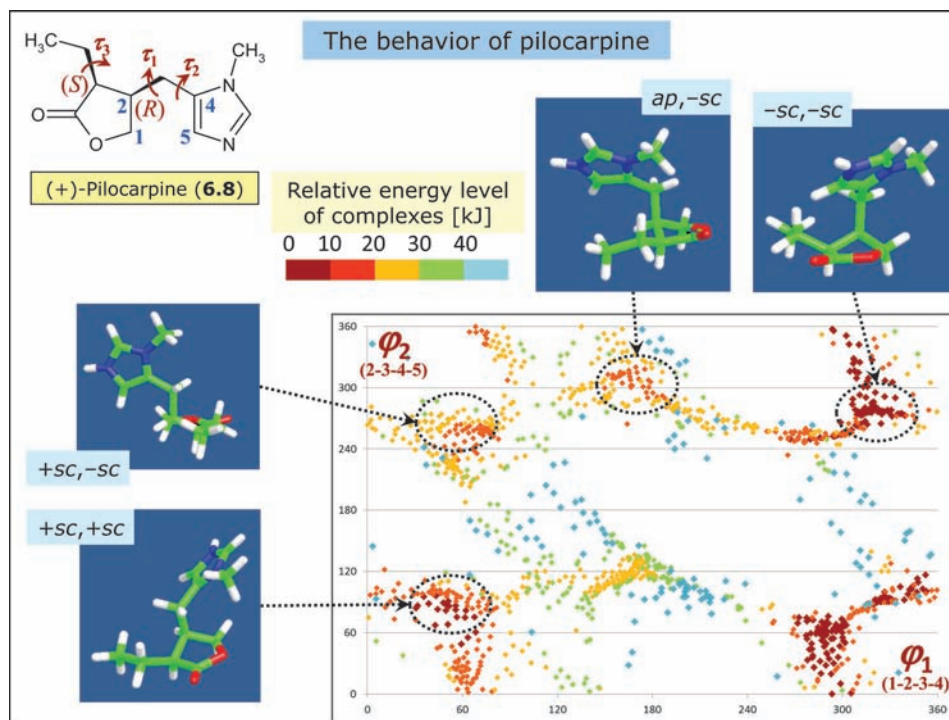 The behavior of pilocarpine
H₃C
τ₃
τ₁
τ₂
CH₃
(S)
2
(R)
N
4
O
O
1
5
N
(+)-Pilocarpine (6.8)
Relative energy level
of complexes [kJ]
0 10 20 30 40
ap,–sc
–sc,–sc
+sc,–sc
+sc,+sc
φ₂
(2-3-4-5)
360
300
240
180
120
60
0
φ₁
(1-2-3-4)
0 60 120 180 240 300 360